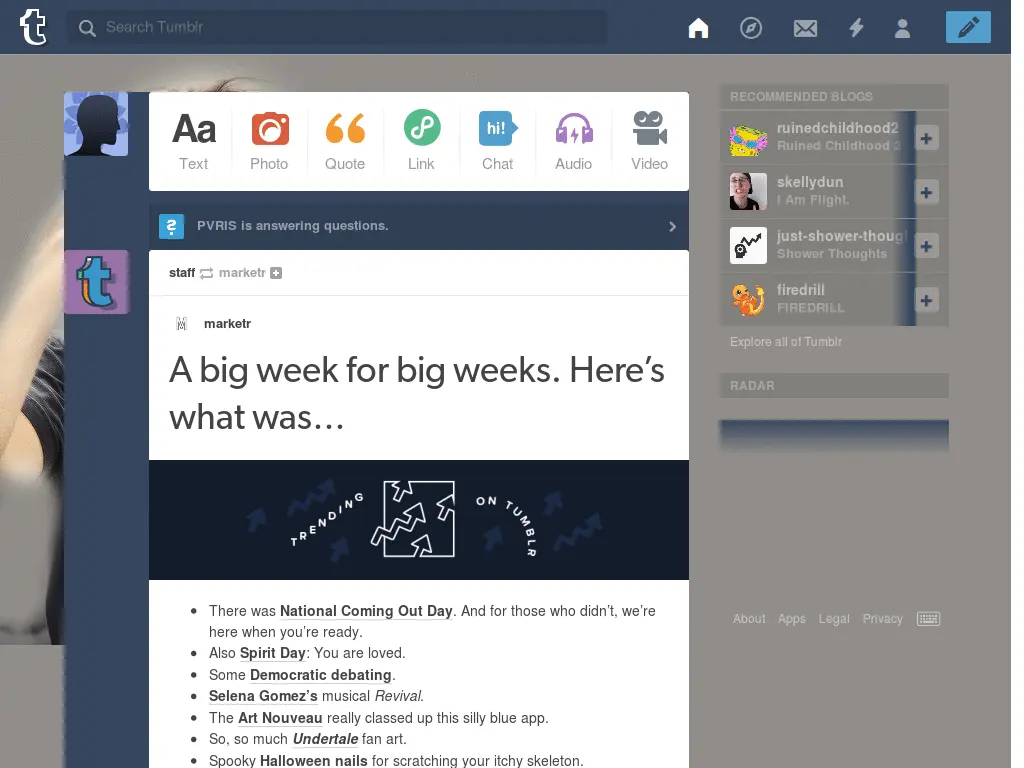 Search Tumblr
Aa
hi!
Text
Photo
Quote
Link
Chat
Audio
Video
? PVRIS is answering questions.
staff marketr
marketr
A big week for big weeks. Here’s
what was…
TRENDING ON TUMBLR
There was National Coming Out Day. And for those who didn’t, we’re
here when you’re ready.
Also Spirit Day: You are loved.
Some Democratic debating.
Selena Gomez’s musical Revival.
The Art Nouveau really classed up this silly blue app.
So, so much Undertale fan art.
Spooky Halloween nails for scratching your itchy skeleton.
RECOMMENDED BLOGS
ruinedchildhood2
Ruined Childhood 2
skellydun
I Am Flight.
just-shower-though
Shower Thoughts
firedrill
FIREDRILL
Explore all of Tumblr
RADAR
About Apps Legal Privacy